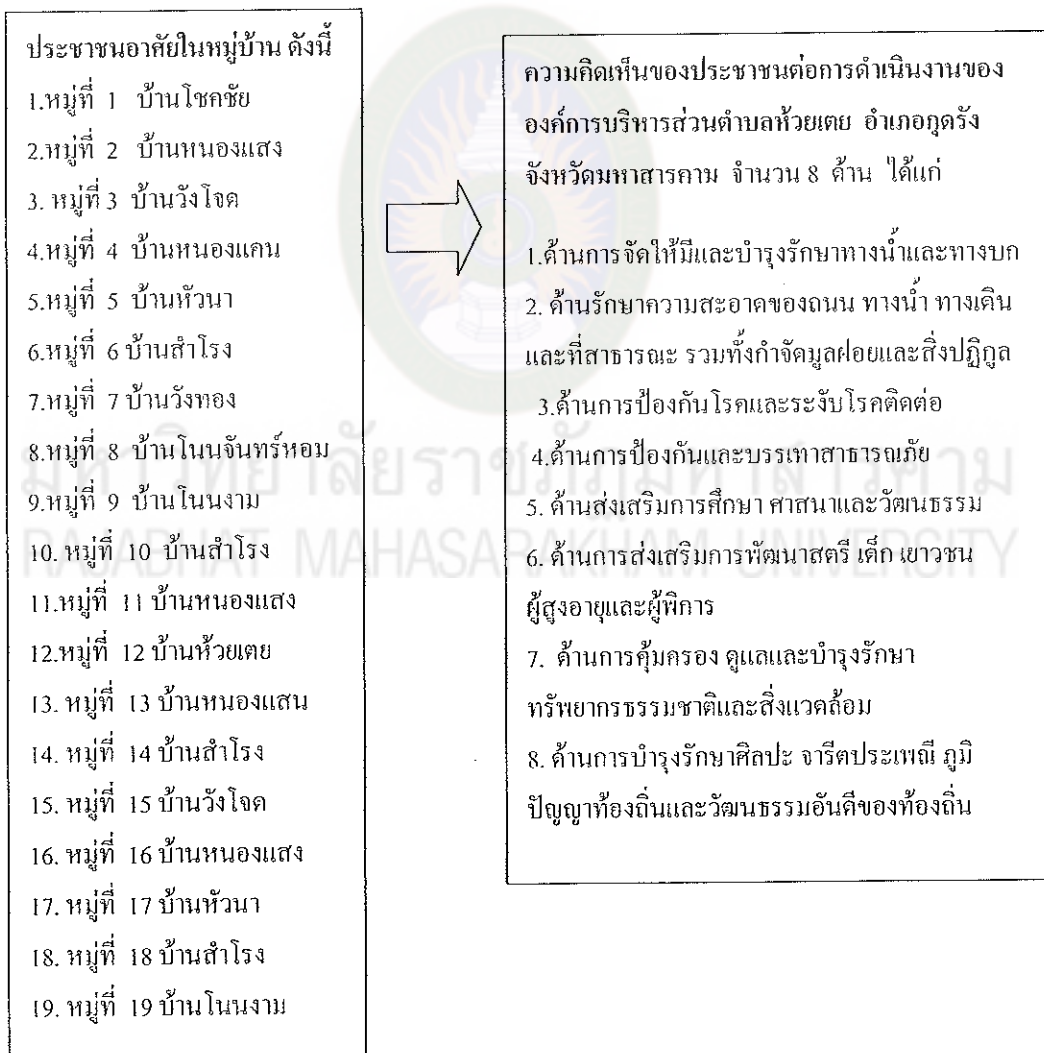 ประชาชนอาศัยในหมู่บ้าน ดังนี้
1.หมู่ที่ 1 บ้านโชคชัย
2.หมู่ที่ 2 บ้านหนองแสง
3. หมู่ที่ 3 บ้านวังโจด
4.หมู่ที่ 4 บ้านหนองแคน
5.หมู่ที่ 5 บ้านหัวนา
6.หมู่ที่ 6 บ้านสำโรง
7.หมู่ที่ 7 บ้านวังทอง
8.หมู่ที่ 8 บ้านโนนจันทร์หอม
9.หมู่ที่ 9 บ้านโนนงาม
10. หมู่ที่ 10 บ้านสำโรง
11.หมู่ที่ 11 บ้านหนองแสง
12.หมู่ที่ 12 บ้านห้วยเตย
13. หมู่ที่ 13 บ้านหนองแสน
14. หมู่ที่ 14 บ้านสำโรง
15. หมู่ที่ 15 บ้านวังโจด
16. หมู่ที่ 16 บ้านหนองแสง
17. หมู่ที่ 17 บ้านหัวนา
18. หมู่ที่ 18 บ้านสำโรง
19. หมู่ที่ 19 บ้านโนนงาม
ความคิดเห็นของประชาชนต่อการดำเนินงานของ
องค์การบริหารส่วนตำบลห้วยเตย อำเภอกุดรัง
จังหวัดมหาสารคาม จำนวน 8 ด้าน ได้แก่
1.ด้านการจัดให้มีและบำรุงรักษาทางน้ำและทางบก
2. ด้านรักษาความสะอาดของถนน ทางน้ำ ทางเดิน
และที่สาธารณะ รวมทั้งกำจัดมูลฝอยและสิ่งปฏิกูล
3.ด้านการป้องกันโรคและระงับโรคติดต่อ
4.ด้านการป้องกันและบรรเทาสาธารณภัย
5. ด้านส่งเสริมการศึกษา ศาสนาและวัฒนธรรม
6. ด้านการส่งเสริมการพัฒนาสตรี เด็ก เยาวชน
ผู้สูงอายุและผู้พิการ
7. ด้านการคุ้มครอง ดูแลและบำรุงรักษา
ทรัพยากรธรรมชาติและสิ่งแวดล้อม
8. ด้านการบำรุงรักษาศิลปะ จารีตประเพณี ภูมิ
ปัญญาท้องถิ่นและวัฒนธรรมอันดีของท้องถิ่น
มหาวิทยาลัยราชภัฏมหาสารคาม
RAJABHAT MAHASARAKHAM UNIVERSITY